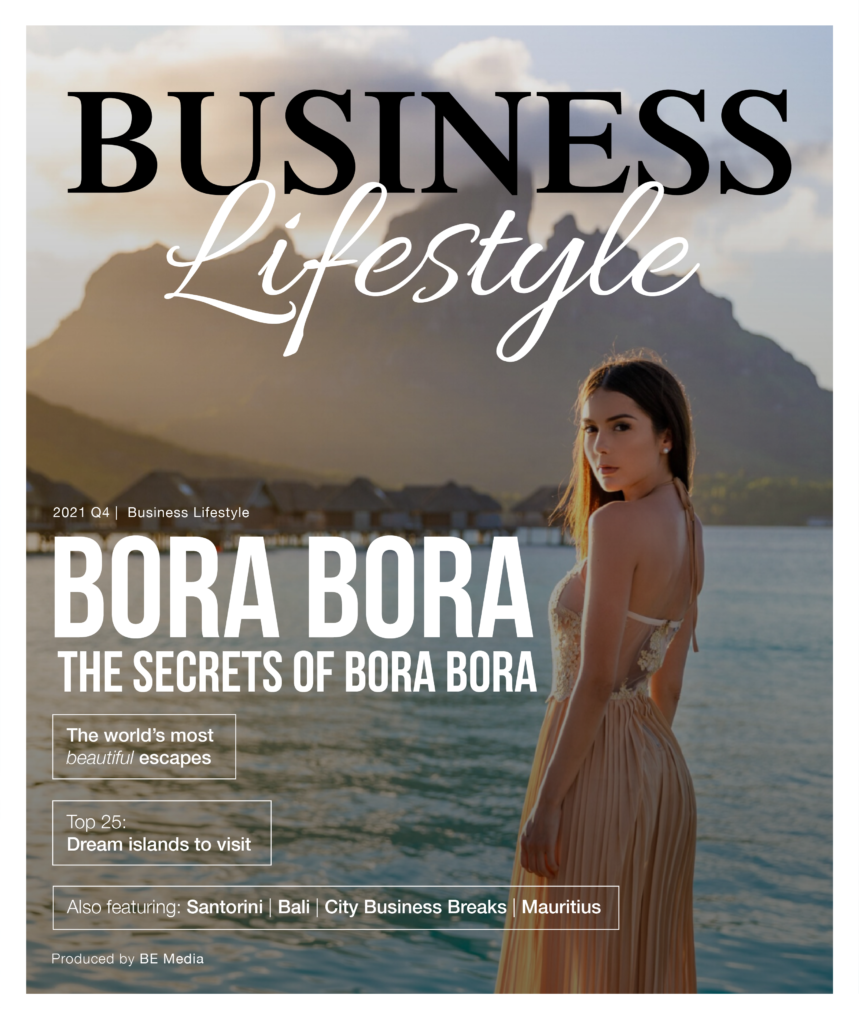 BUSINESS
Lifestyle
2021 Q4 | Business Lifestyle
BORA BORA
THE SECRETS OF BORA BORA
The world's most
beautiful escapes
Top 25:
Dream islands to visit
Also featuring: Santorini | Bali | City Business Breaks | Mauritius
Produced by BE Media